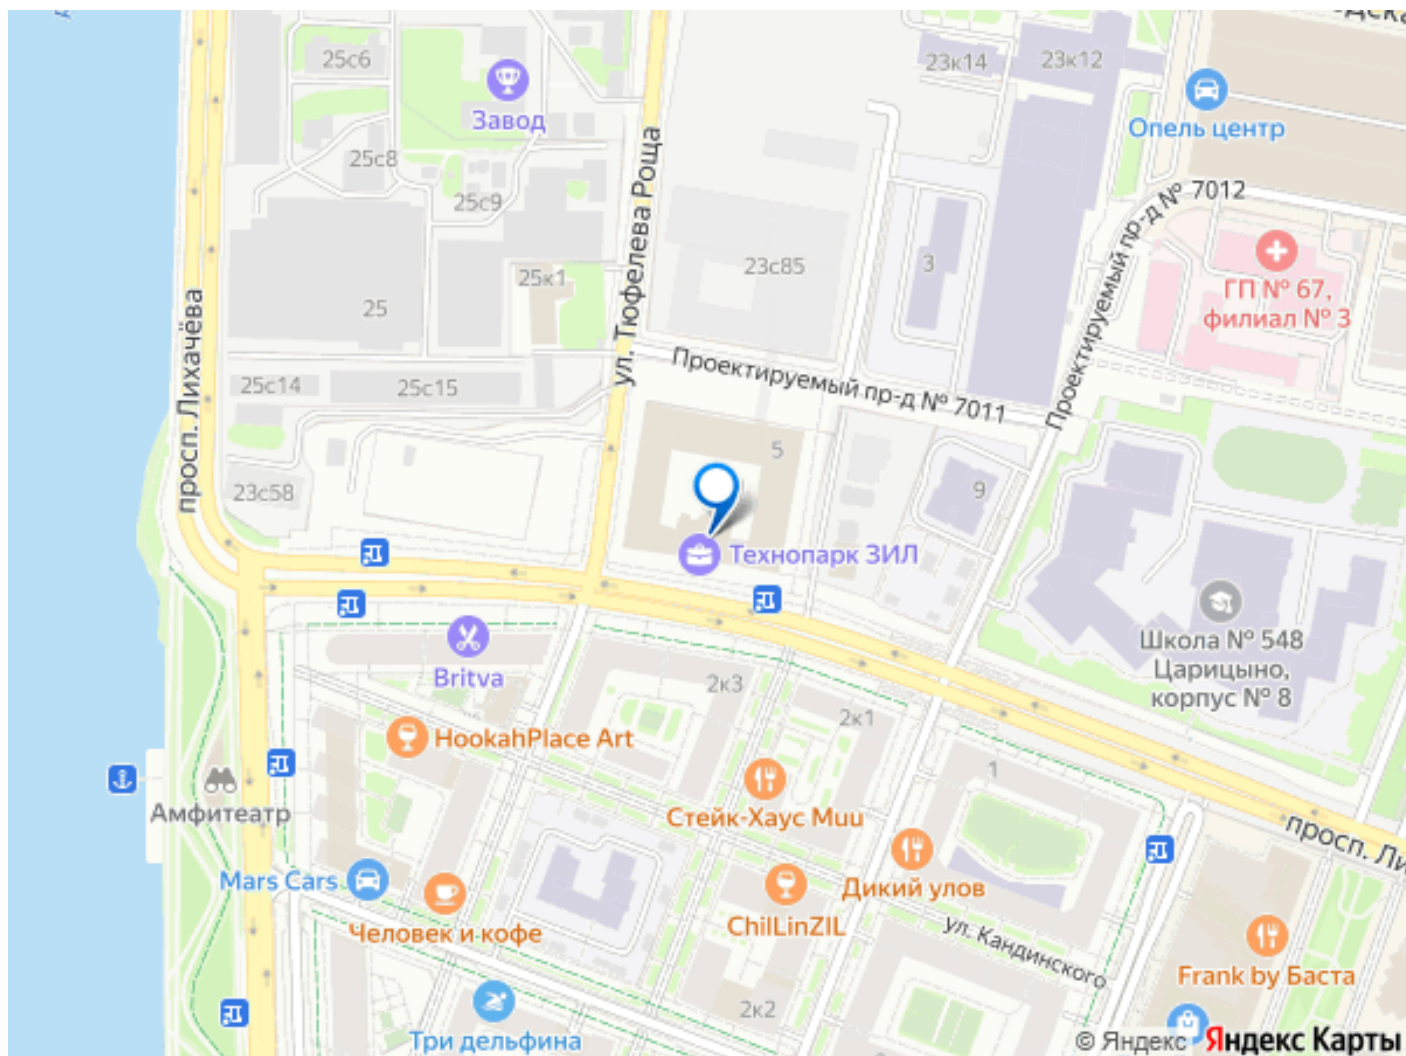 25с6
Завод
23к14
23к12
Опель центр
25с8
25с9
ул. Тюфелева Роща
Проектируемый пр-д № 7012
3
23с85
25к1
25
ГП № 67,
филиал № 3
просп. Лихачёва
25с14
25с15
Проектируемый пр-д № 7011
5
23с58
9
Технопарк ЗИЛ
Школа № 548
Царицыно,
корпус № 8
Britva
2к3
2к1
HookahPlace Art
1
Амфитеатр
Стейк-Хаус Muu
просп. Ли
Mars Cars
Дикий улов
Человек и кофе
ChilLinZIL
ул. Кандинского
Frank by Баста
2к2
Три дельфина
© Яндекс Яндекс Карты